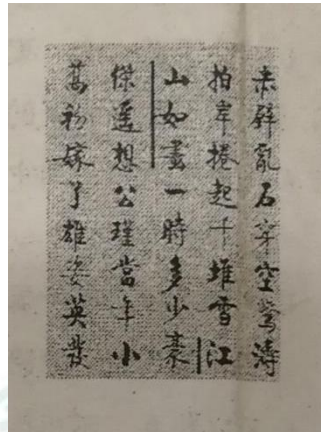 赤壁亂石穿空驚濤
拍岸捲起千堆雪江
山如畫一時多少豪
傑遥想公瑾當年小
喬初嫁了雄姿英發